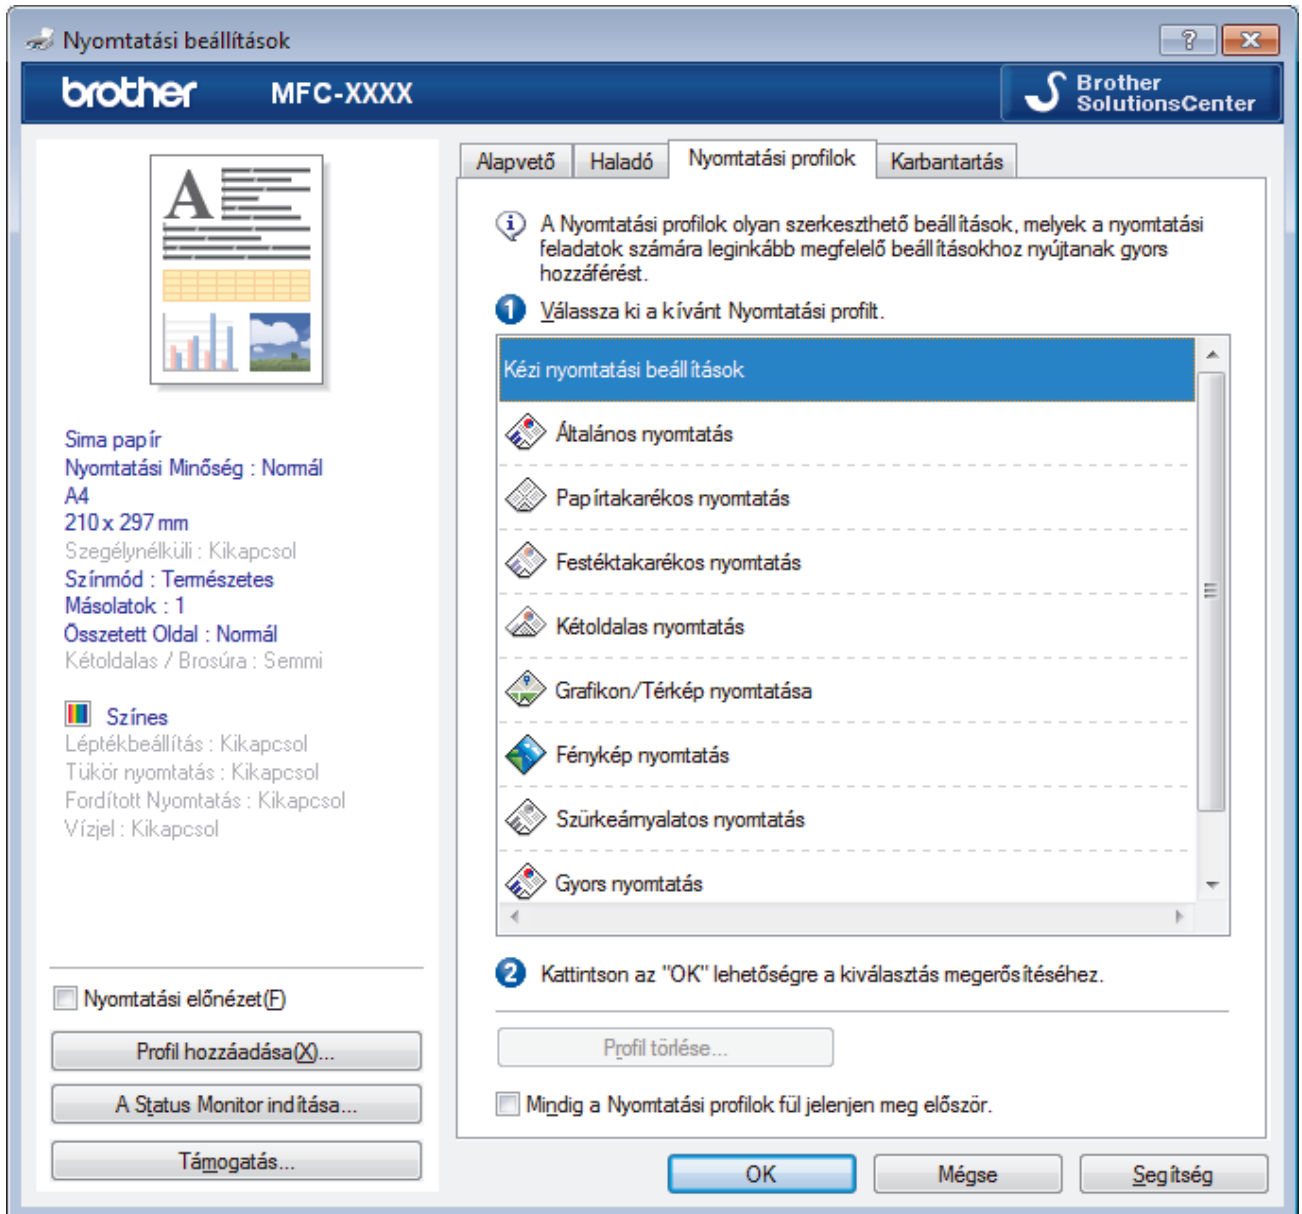 Nyomtatási beállítások
brother MFC-XXXX
Brother
SolutionsCenter
A
Sima papír
Nyomtatási Minőség : Normál
A4
210 x 297 mm
Szegélynélküli : Kikapcsol
Színmód : Természetes
Másolatok : 1
Összetett Oldal : Normál
Kétoldalas / Brosúra : Semmi
Színes
Léptékbeállítás : Kikapcsol
Tükör nyomtatás : Kikapcsol
Fordított Nyomtatás : Kikapcsol
Vízjel : Kikapcsol
Nyomtatási előnézet(F)
Profil hozzáadása(X)...
A Status Monitor indítása...
Támogatás...
Alapvető Haladó Nyomtatási profilok Karbantartás
A Nyomtatási profilok olyan szerkeszthető beállítások, melyek a nyomtatási
feladatok számára leginkább megfelelő beállításokhoz nyújtanak gyors
hozzáférést.
1 Válassza ki a kívánt Nyomtatási profilt.
Kézi nyomtatási beállítások
Általános nyomtatás
Papírtakarékos nyomtatás
Festéktakarékos nyomtatás
Kétoldalas nyomtatás
Grafikon/Térkép nyomtatása
Fénykép nyomtatás
Szürkeárnyalatos nyomtatás
Gyors nyomtatás
2 Kattintson az "OK" lehetőségre a kiválasztás megerősítéséhez.
Profil törlése...
Mindig a Nyomtatási profilok fül jelenjen meg először.
OK Mégse Segítség